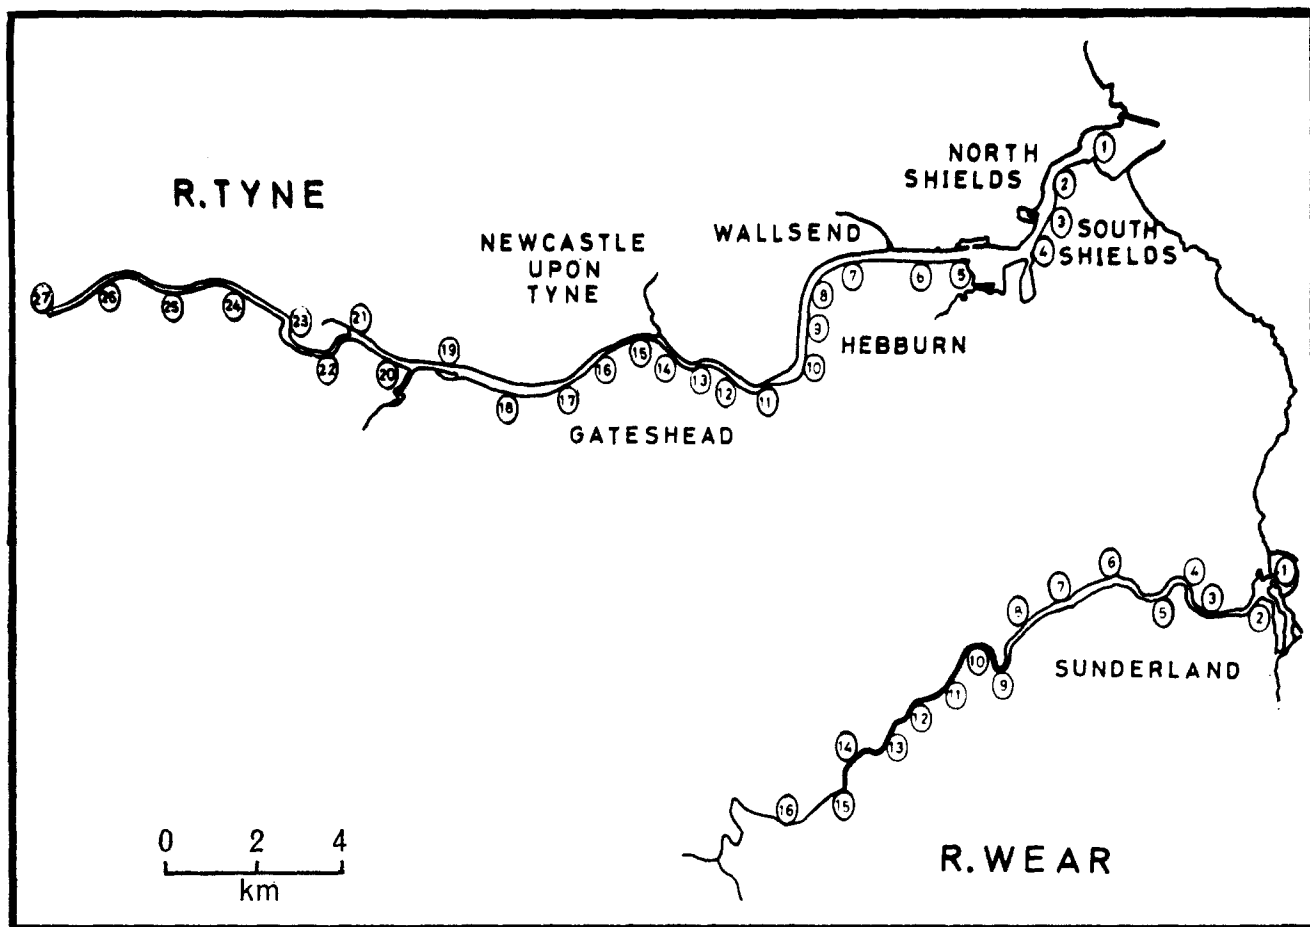 R.TYNE
NORTH
SHIELDS
SOUTH
SHIELDS
WALLSEND
NEWCASTLE
UPON
TYNE
HEBBURN
GATESHEAD
1
2
3
4
5
6
7
8
9
10
11
12
13
14
15
16
17
18
19
20
21
22
23
24
25
26
27
SUNDERLAND
R.WEAR
1
2
3
4
5
6
7
8
9
10
11
12
13
14
15
16
0 2 4
km